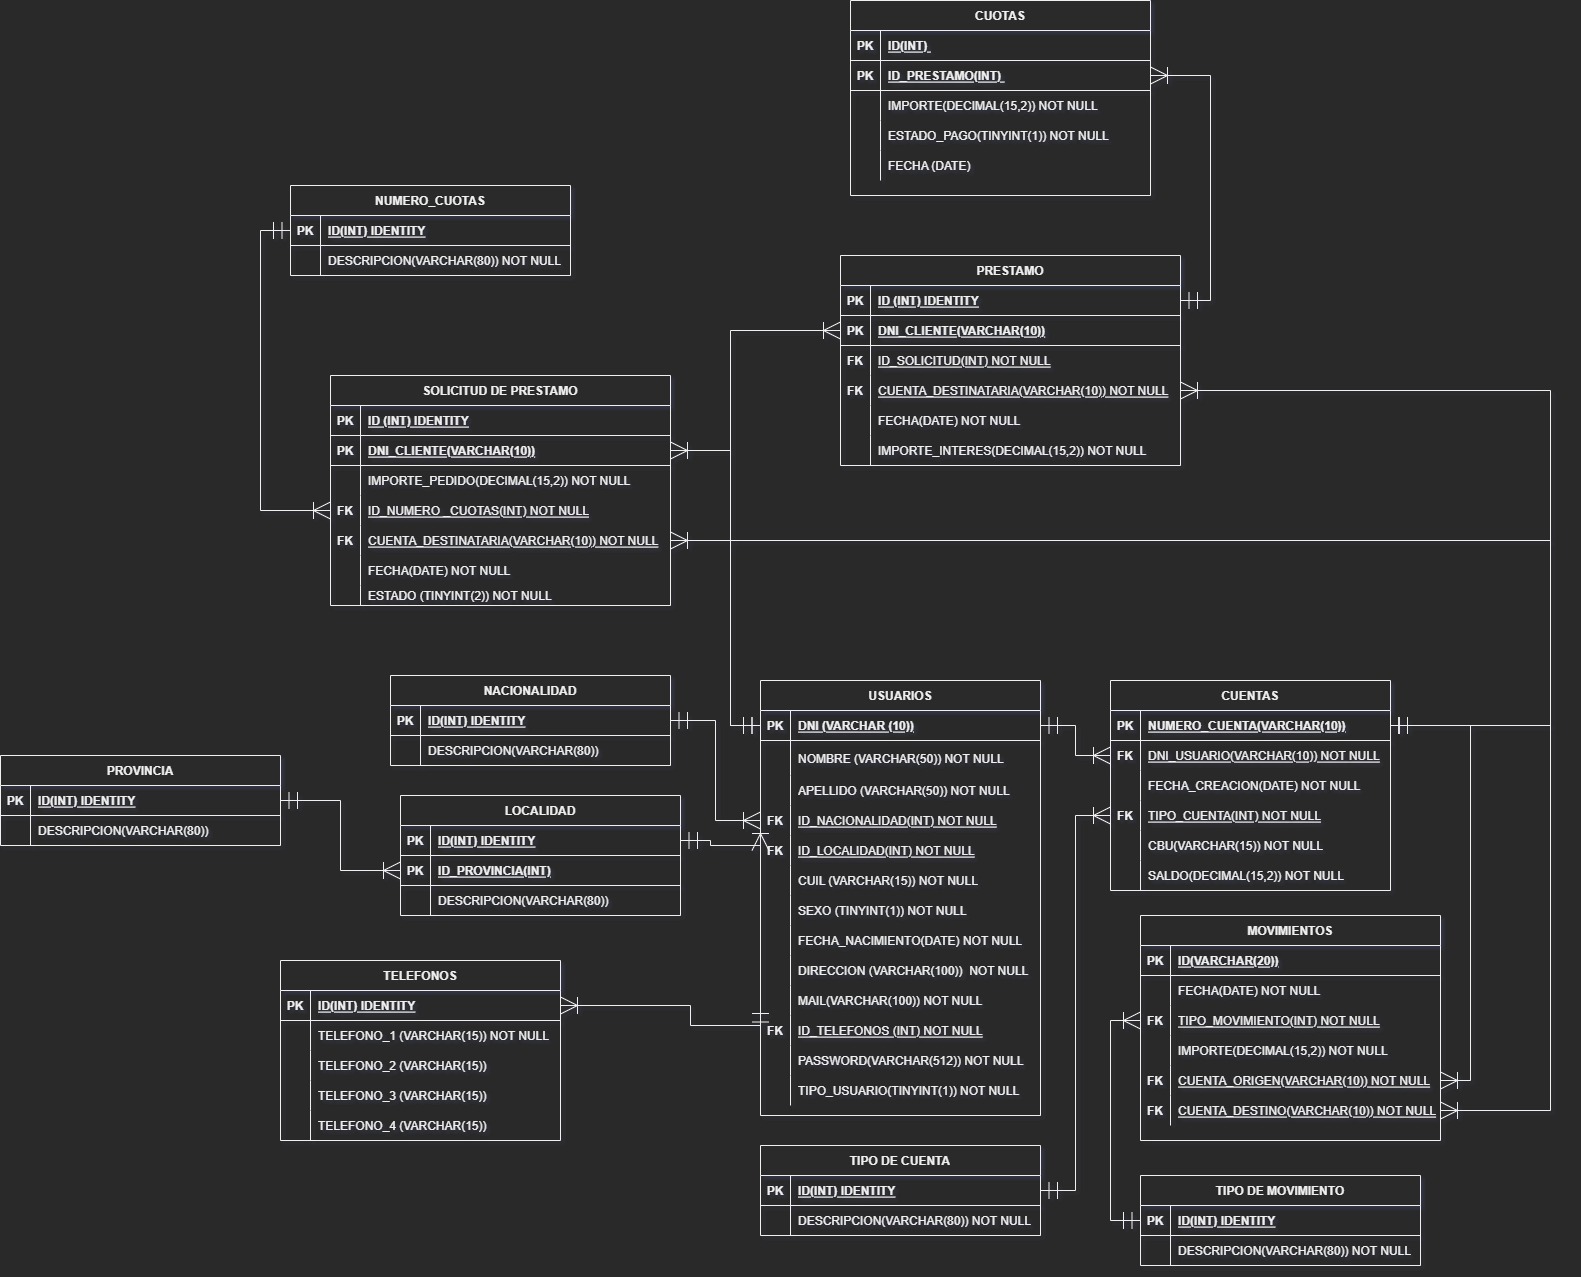 CUOTAS
PK ID(INT)
PK ID_PRESTAMO(INT)
IMPORTE(DECIMAL(15,2)) NOT NULL
ESTADO_PAGO(TINYINT(1)) NOT NULL
FECHA (DATE)
NUMERO_CUOTAS
PK ID(INT) IDENTITY
DESCRIPCION(VARCHAR(80)) NOT NULL
PRESTAMO
PK ID (INT) IDENTITY
PK DNI_CLIENTE(VARCHAR(10))
FK ID_SOLICITUD(INT) NOT NULL
FK CUENTA_DESTINATARIA(VARCHAR(10)) NOT NULL
FECHA(DATE) NOT NULL
IMPORTE_INTERES(DECIMAL(15,2)) NOT NULL
SOLICITUD DE PRESTAMO
PK ID (INT) IDENTITY
PK DNI_CLIENTE(VARCHAR(10))
IMPORTE_PEDIDO(DECIMAL(15,2)) NOT NULL
FK ID_NUMERO _CUOTAS(INT) NOT NULL
FK CUENTA_DESTINATARIA(VARCHAR(10)) NOT NULL
FECHA(DATE) NOT NULL
ESTADO (TINYINT(2)) NOT NULL
NACIONALIDAD
PK ID(INT) IDENTITY
DESCRIPCION(VARCHAR(80))
PROVINCIA
PK ID(INT) IDENTITY
DESCRIPCION(VARCHAR(80))
LOCALIDAD
PK ID(INT) IDENTITY
PK ID_PROVINCIA(INT)
DESCRIPCION(VARCHAR(80))
TELEFONOS
PK ID(INT) IDENTITY
TELEFONO_1 (VARCHAR(15)) NOT NULL
TELEFONO_2 (VARCHAR(15))
TELEFONO_3 (VARCHAR(15))
TELEFONO_4 (VARCHAR(15))
USUARIOS
PK DNI (VARCHAR (10))
NOMBRE (VARCHAR(50)) NOT NULL
APELLIDO (VARCHAR(50)) NOT NULL
FK ID_NACIONALIDAD(INT) NOT NULL
FK ID_LOCALIDAD(INT) NOT NULL
CUIL (VARCHAR(15)) NOT NULL
SEXO (TINYINT(1)) NOT NULL
FECHA_NACIMIENTO(DATE) NOT NULL
DIRECCION (VARCHAR(100)) NOT NULL
MAIL(VARCHAR(100)) NOT NULL
FK ID_TELEFONOS (INT) NOT NULL
PASSWORD(VARCHAR(512)) NOT NULL
TIPO_USUARIO(TINYINT(1)) NOT NULL
CUENTAS
PK NUMERO_CUENTA(VARCHAR(10))
FK DNI_USUARIO(VARCHAR(10)) NOT NULL
FECHA_CREACION(DATE) NOT NULL
FK TIPO_CUENTA(INT) NOT NULL
CBU(VARCHAR(15)) NOT NULL
SALDO(DECIMAL(15,2)) NOT NULL
MOVIMIENTOS
PK ID(VARCHAR(20))
FECHA(DATE) NOT NULL
FK TIPO_MOVIMIENTO(INT) NOT NULL
IMPORTE(DECIMAL(15,2)) NOT NULL
FK CUENTA_ORIGEN(VARCHAR(10)) NOT NULL
FK CUENTA_DESTINO(VARCHAR(10)) NOT NULL
TIPO DE CUENTA
PK ID(INT) IDENTITY
DESCRIPCION(VARCHAR(80)) NOT NULL
TIPO DE MOVIMIENTO
PK ID(INT) IDENTITY
DESCRIPCION(VARCHAR(80)) NOT NULL